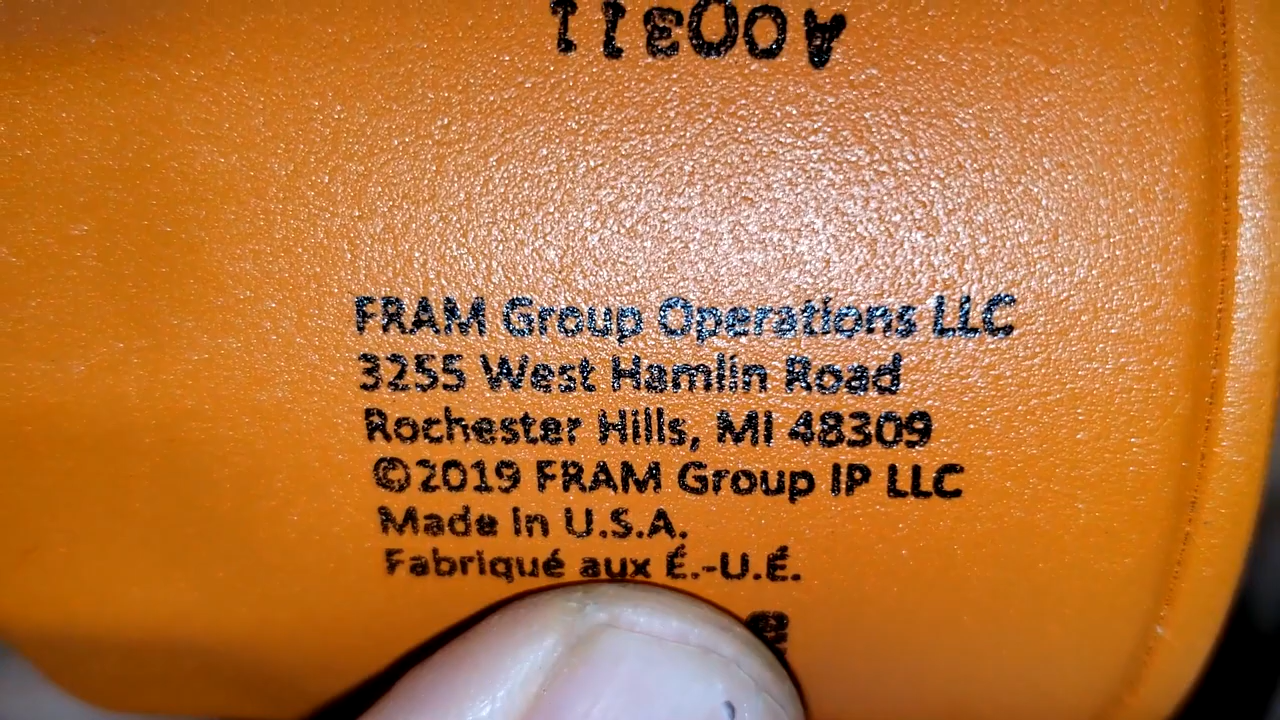 A00311
FRAM Group Operations LLC
3255 West Hamlin Road
Rochester Hills, MI 48309
©2019 FRAM Group IP LLC
Made in U.S.A.
Fabriqué aux É.-U.É.